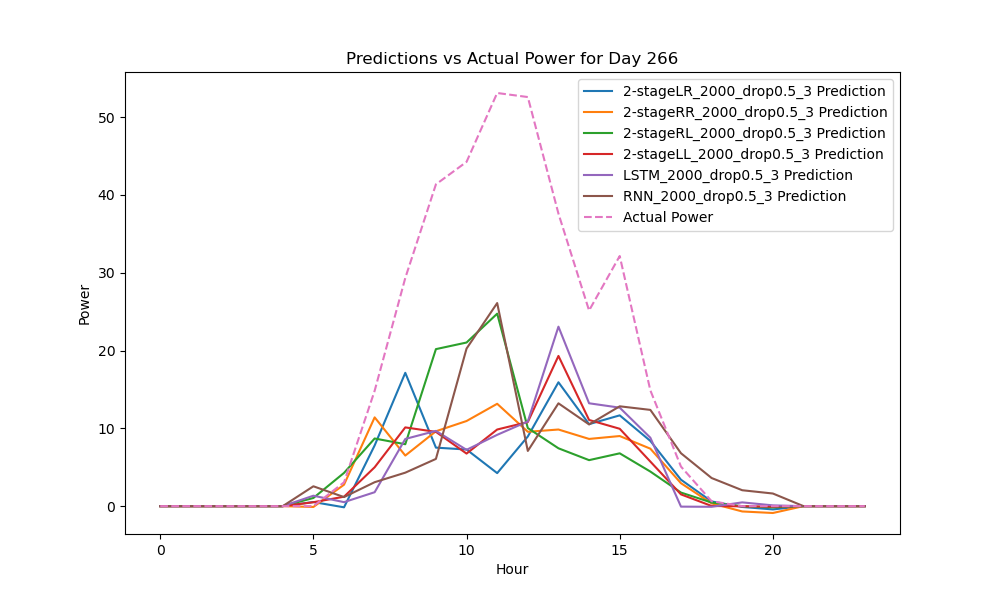 Predictions vs Actual Power for Day 266
2-stageLR_2000_drop0.5_3 Prediction
2-stageRR_2000_drop0.5_3 Prediction
2-stageRL_2000_drop0.5_3 Prediction
2-stageLL_2000_drop0.5_3 Prediction
LSTM_2000_drop0.5_3 Prediction
RNN_2000_drop0.5_3 Prediction
Actual Power
50
40
30
20
10
0
Power
0 5 10 15 20
Hour